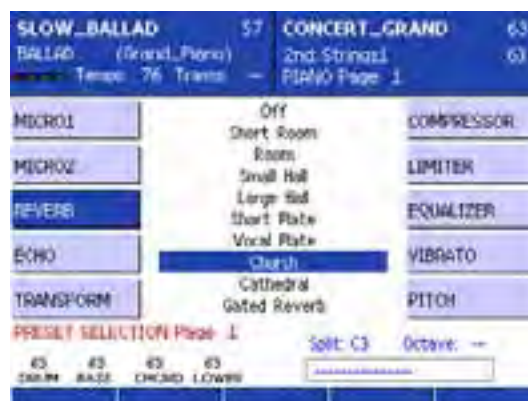 SLOW_BALLAD 57
BALLAD (Grand_Piano)
Tempo 76 Trans: --
CONCERT_GRAND 63
2nd Strings1 63
PIANO Page 1
MICRO1
MICRO2
REVERB
ECHO
TRANSFORM
Off
Short Room
Room
Small Hall
Large Hall
Short Plate
Vocal Plate
Church
Cathedral
Gated Reverb
COMPRESSOR
LIMITER
EQUALIZER
VIBRATO
PITCH
PRESET SELECTION Page 1
Split: C3 Octave: --
63 63 63 63
DRUM BASS CHORD LOWER